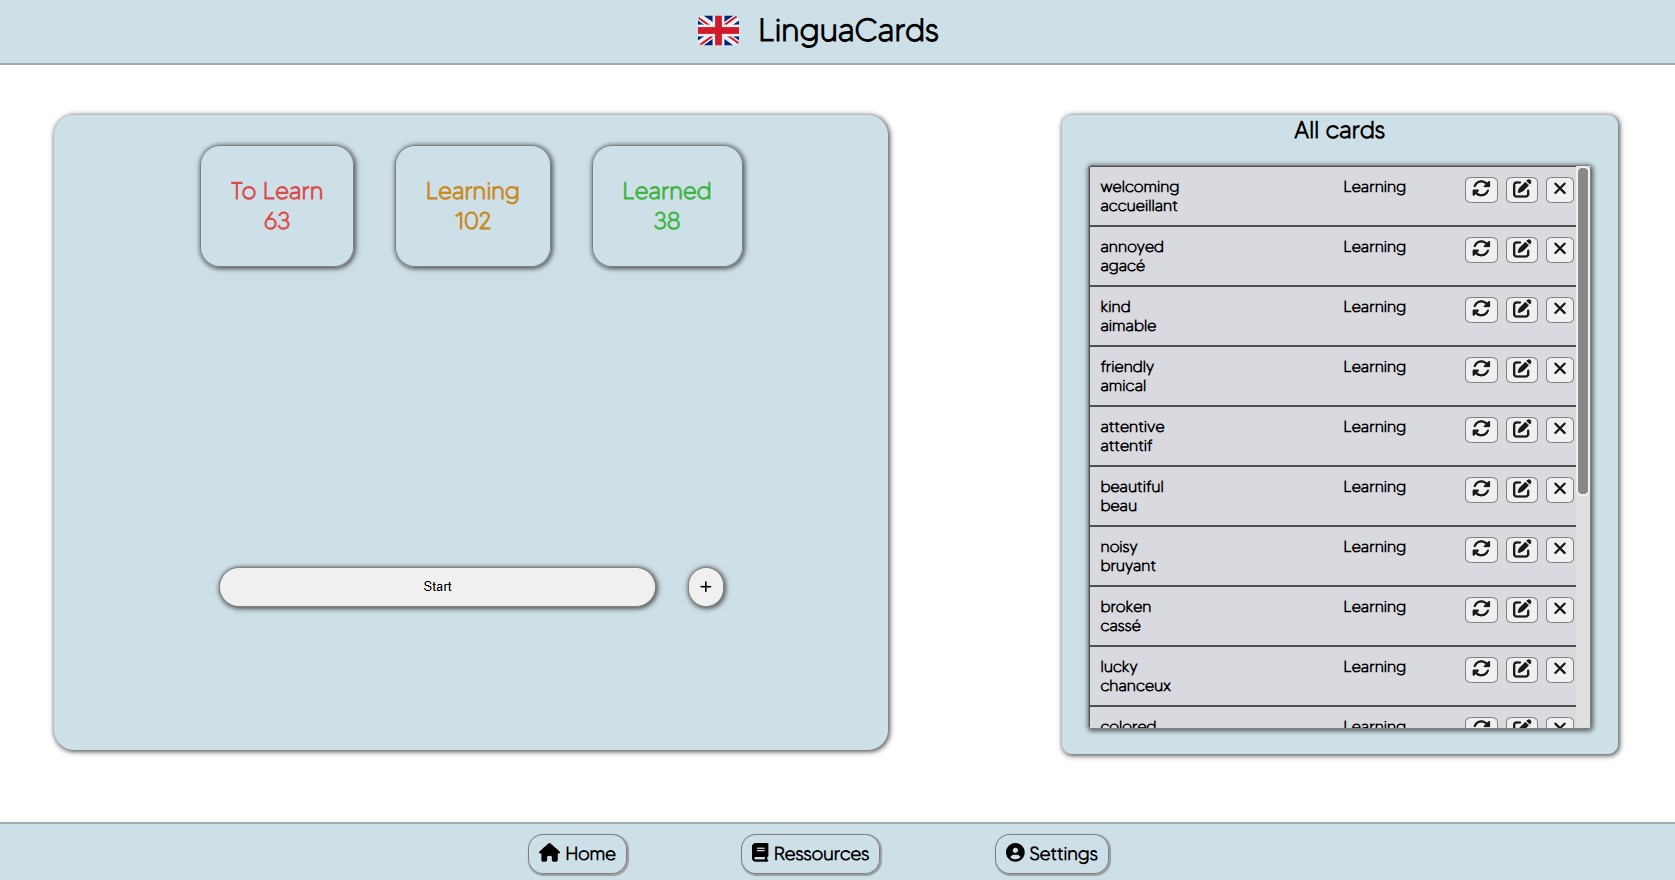 LinguaCards
To Learn
63
Learning
102
Learned
38
Start
+
All cards
welcoming
accueillant
Learning
annoyed
agacé
Learning
kind
aimable
Learning
friendly
amical
Learning
attentive
attentif
Learning
beautiful
beau
Learning
noisy
bruyant
Learning
broken
cassé
Learning
lucky
chanceux
Learning
colored
Learning
Home
Ressources
Settings